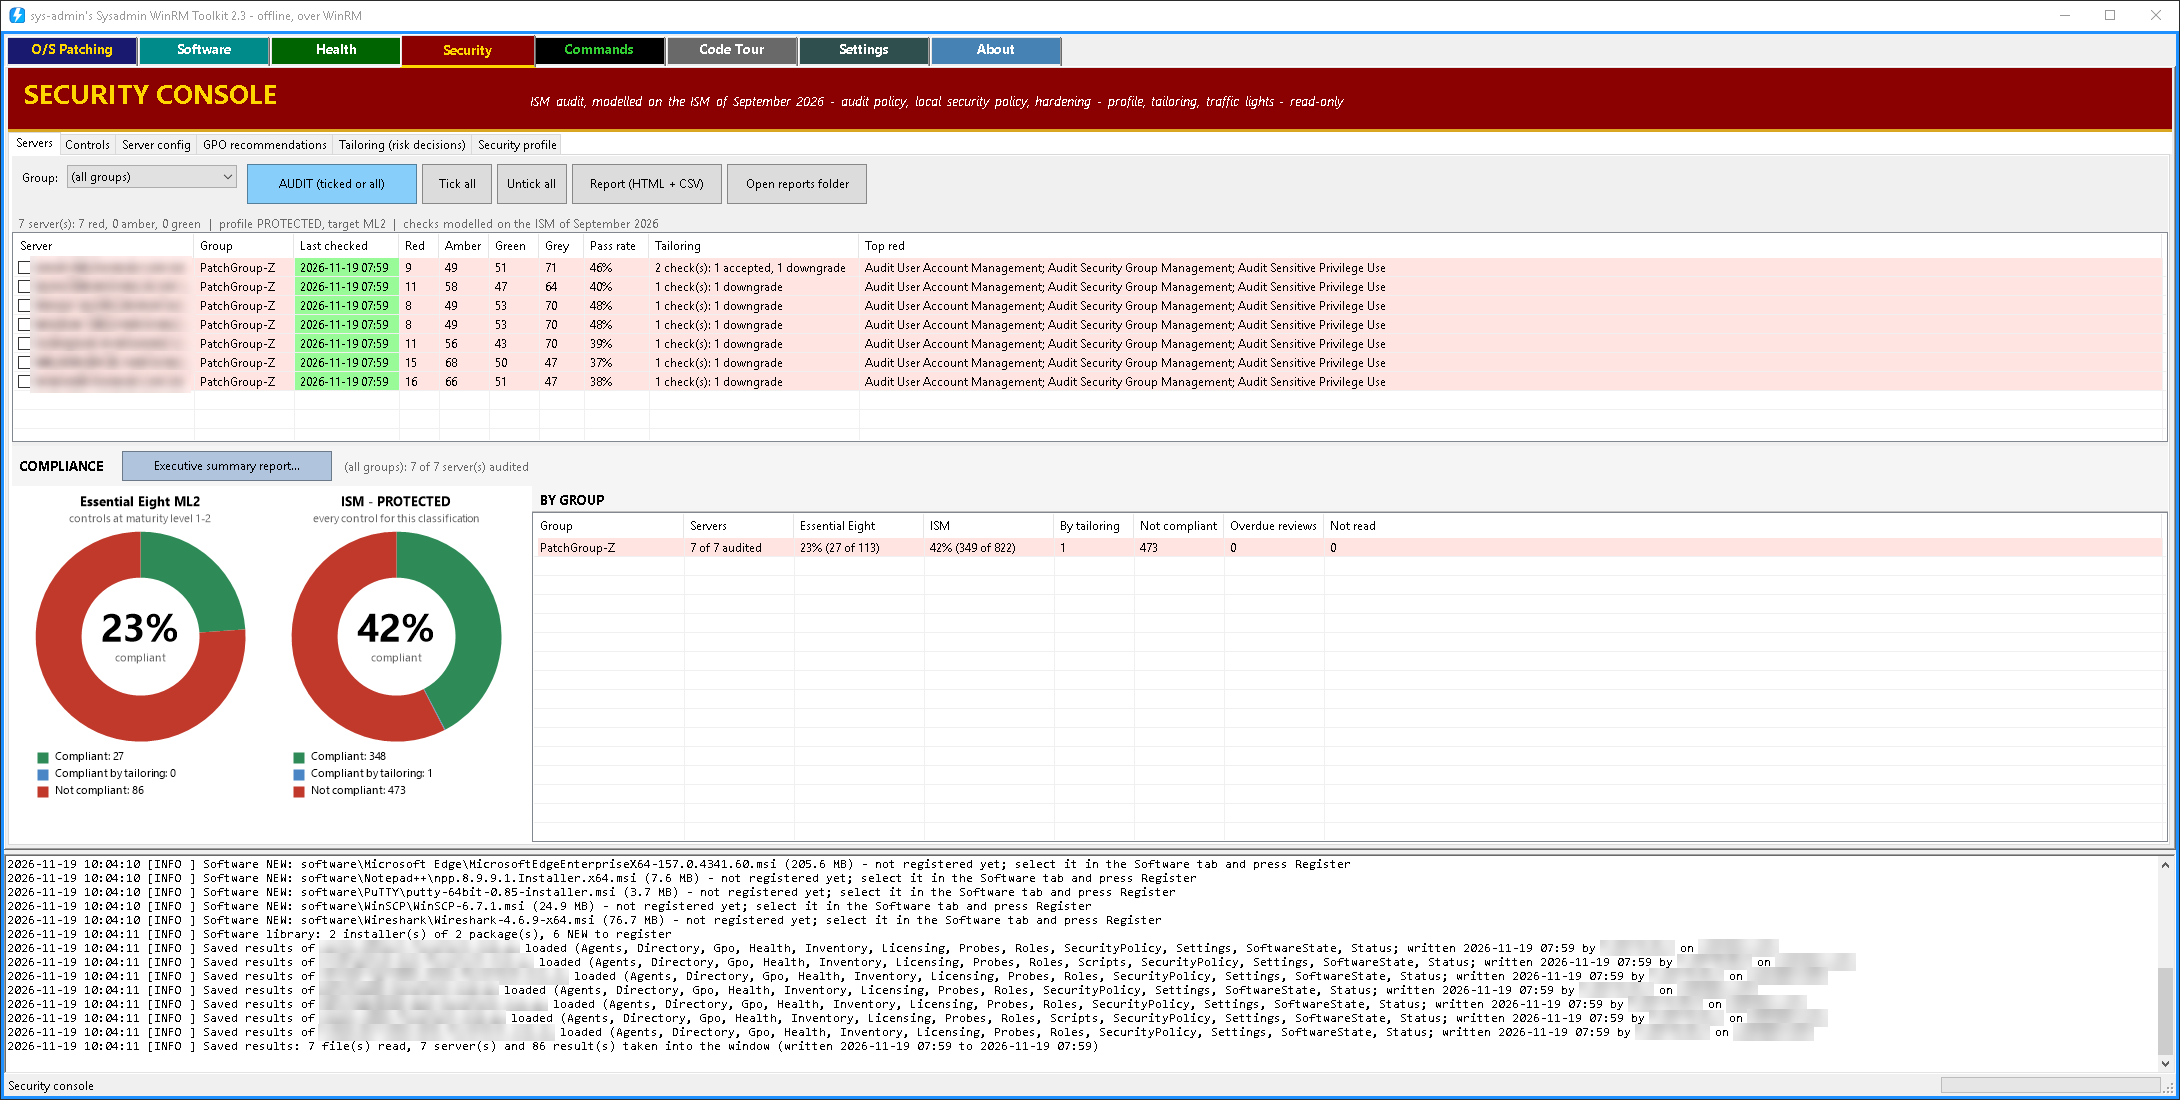 sys-admin's Sysadmin WinRM Toolkit 2.3 - offline, over WinRM
O/S Patching Software Health Security Commands Code Tour Settings About
SECURITY CONSOLE ISM audit, modelled on the ISM of September 2026 - audit policy, local security policy, hardening - profile, tailoring, traffic lights - read-only
Servers Controls Server config GPO recommendations Tailoring (risk decisions) Security profile
Group: (all groups) AUDIT (ticked or all) Tick all Untick all Report (HTML + CSV) Open reports folder
7 server(s): 7 red, 0 amber, 0 green | profile PROTECTED, target ML2 | checks modelled on the ISM of September 2026
Server Group Last checked Red Amber Green Grey Pass rate Tailoring Top red
PatchGroup-Z 2026-11-19 07:59 9 49 51 71 46% 2 check(s): 1 accepted, 1 downgrade Audit User Account Management; Audit Security Group Management; Audit Sensitive Privilege Use
PatchGroup-Z 2026-11-19 07:59 11 58 47 64 40% 1 check(s): 1 downgrade Audit User Account Management; Audit Security Group Management; Audit Sensitive Privilege Use
PatchGroup-Z 2026-11-19 07:59 8 49 53 70 48% 1 check(s): 1 downgrade Audit User Account Management; Audit Security Group Management; Audit Sensitive Privilege Use
PatchGroup-Z 2026-11-19 07:59 8 49 53 70 48% 1 check(s): 1 downgrade Audit User Account Management; Audit Security Group Management; Audit Sensitive Privilege Use
PatchGroup-Z 2026-11-19 07:59 11 56 43 70 39% 1 check(s): 1 downgrade Audit User Account Management; Audit Security Group Management; Audit Sensitive Privilege Use
PatchGroup-Z 2026-11-19 07:59 15 68 50 47 37% 1 check(s): 1 downgrade Audit User Account Management; Audit Security Group Management; Audit Sensitive Privilege Use
PatchGroup-Z 2026-11-19 07:59 16 66 51 47 38% 1 check(s): 1 downgrade Audit User Account Management; Audit Security Group Management; Audit Sensitive Privilege Use
COMPLIANCE Executive summary report... (all groups): 7 of 7 server(s) audited
Essential Eight ML2
controls at maturity level 1-2
23%
compliant
Compliant: 27
Compliant by tailoring: 0
Not compliant: 86
ISM - PROTECTED
every control for this classification
42%
compliant
Compliant: 348
Compliant by tailoring: 1
Not compliant: 473
BY GROUP
Group Servers Essential Eight ISM By tailoring Not compliant Overdue reviews Not read
PatchGroup-Z 7 of 7 audited 23% (27 of 113) 42% (349 of 822) 1 473 0 0
2026-11-19 10:04:10 [INFO ] Software NEW: software\Microsoft Edge\MicrosoftEdgeEnterpriseX64-157.0.4341.60.msi (205.6 MB) - not registered yet; select it in the Software tab and press Register
2026-11-19 10:04:10 [INFO ] Software NEW: software\Notepad++\npp.8.9.9.1.Installer.x64.msi (7.6 MB) - not registered yet; select it in the Software tab and press Register
2026-11-19 10:04:10 [INFO ] Software NEW: software\PuTTY\putty-64bit-0.85-installer.msi (3.7 MB) - not registered yet; select it in the Software tab and press Register
2026-11-19 10:04:10 [INFO ] Software NEW: software\WinSCP\WinSCP-6.7.1.msi (24.9 MB) - not registered yet; select it in the Software tab and press Register
2026-11-19 10:04:10 [INFO ] Software NEW: software\Wireshark\Wireshark-4.6.9-x64.msi (76.7 MB) - not registered yet; select it in the Software tab and press Register
2026-11-19 10:04:11 [INFO ] Software library: 2 installer(s) of 2 package(s), 6 NEW to register
2026-11-19 10:04:11 [INFO ] Saved results of loaded (Agents, Directory, Gpo, Health, Inventory, Licensing, Probes, Roles, SecurityPolicy, Settings, SoftwareState, Status; written 2026-11-19 07:59 by on
2026-11-19 10:04:11 [INFO ] Saved results of loaded (Agents, Directory, Gpo, Health, Inventory, Licensing, Probes, Roles, Scripts, SecurityPolicy, Settings, SoftwareState, Status; written 2026-11-19 07:59 by on
2026-11-19 10:04:11 [INFO ] Saved results of loaded (Agents, Directory, Gpo, Health, Inventory, Licensing, Probes, Roles, SecurityPolicy, Settings, SoftwareState, Status; written 2026-11-19 07:59 by on
2026-11-19 10:04:11 [INFO ] Saved results of loaded (Agents, Directory, Gpo, Health, Inventory, Licensing, Probes, Roles, SecurityPolicy, Settings, SoftwareState, Status; written 2026-11-19 07:59 by on
2026-11-19 10:04:11 [INFO ] Saved results of loaded (Agents, Directory, Gpo, Health, Inventory, Licensing, Probes, Roles, SecurityPolicy, Settings, SoftwareState, Status; written 2026-11-19 07:59 by on
2026-11-19 10:04:11 [INFO ] Saved results of loaded (Agents, Directory, Gpo, Health, Inventory, Licensing, Probes, Roles, Scripts, SecurityPolicy, Settings, SoftwareState, Status; written 2026-11-19 07:59 by on
2026-11-19 10:04:11 [INFO ] Saved results of loaded (Agents, Directory, Gpo, Health, Inventory, Licensing, Probes, Roles, SecurityPolicy, Settings, SoftwareState, Status; written 2026-11-19 07:59 by on
2026-11-19 10:04:11 [INFO ] Saved results: 7 file(s) read, 7 server(s) and 86 result(s) taken into the window (written 2026-11-19 07:59 to 2026-11-19 07:59)
Security console